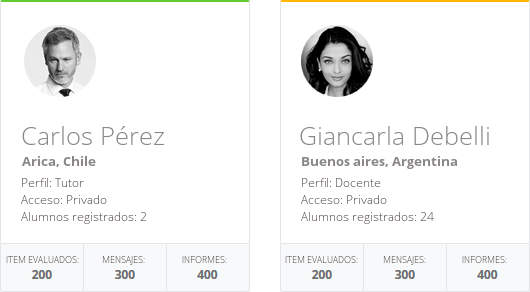 Carlos Pérez
Arica, Chile
Perfil: Tutor
Acceso: Privado
Alumnos registrados: 2
ITEM EVALUADOS: MENSAJES: INFORMES:
200 300 400
Giancarla Debelli
Buenos aires, Argentina
Perfil: Docente
Acceso: Privado
Alumnos registrados: 24
ITEM EVALUADOS: MENSAJES: INFORMES:
200 300 400